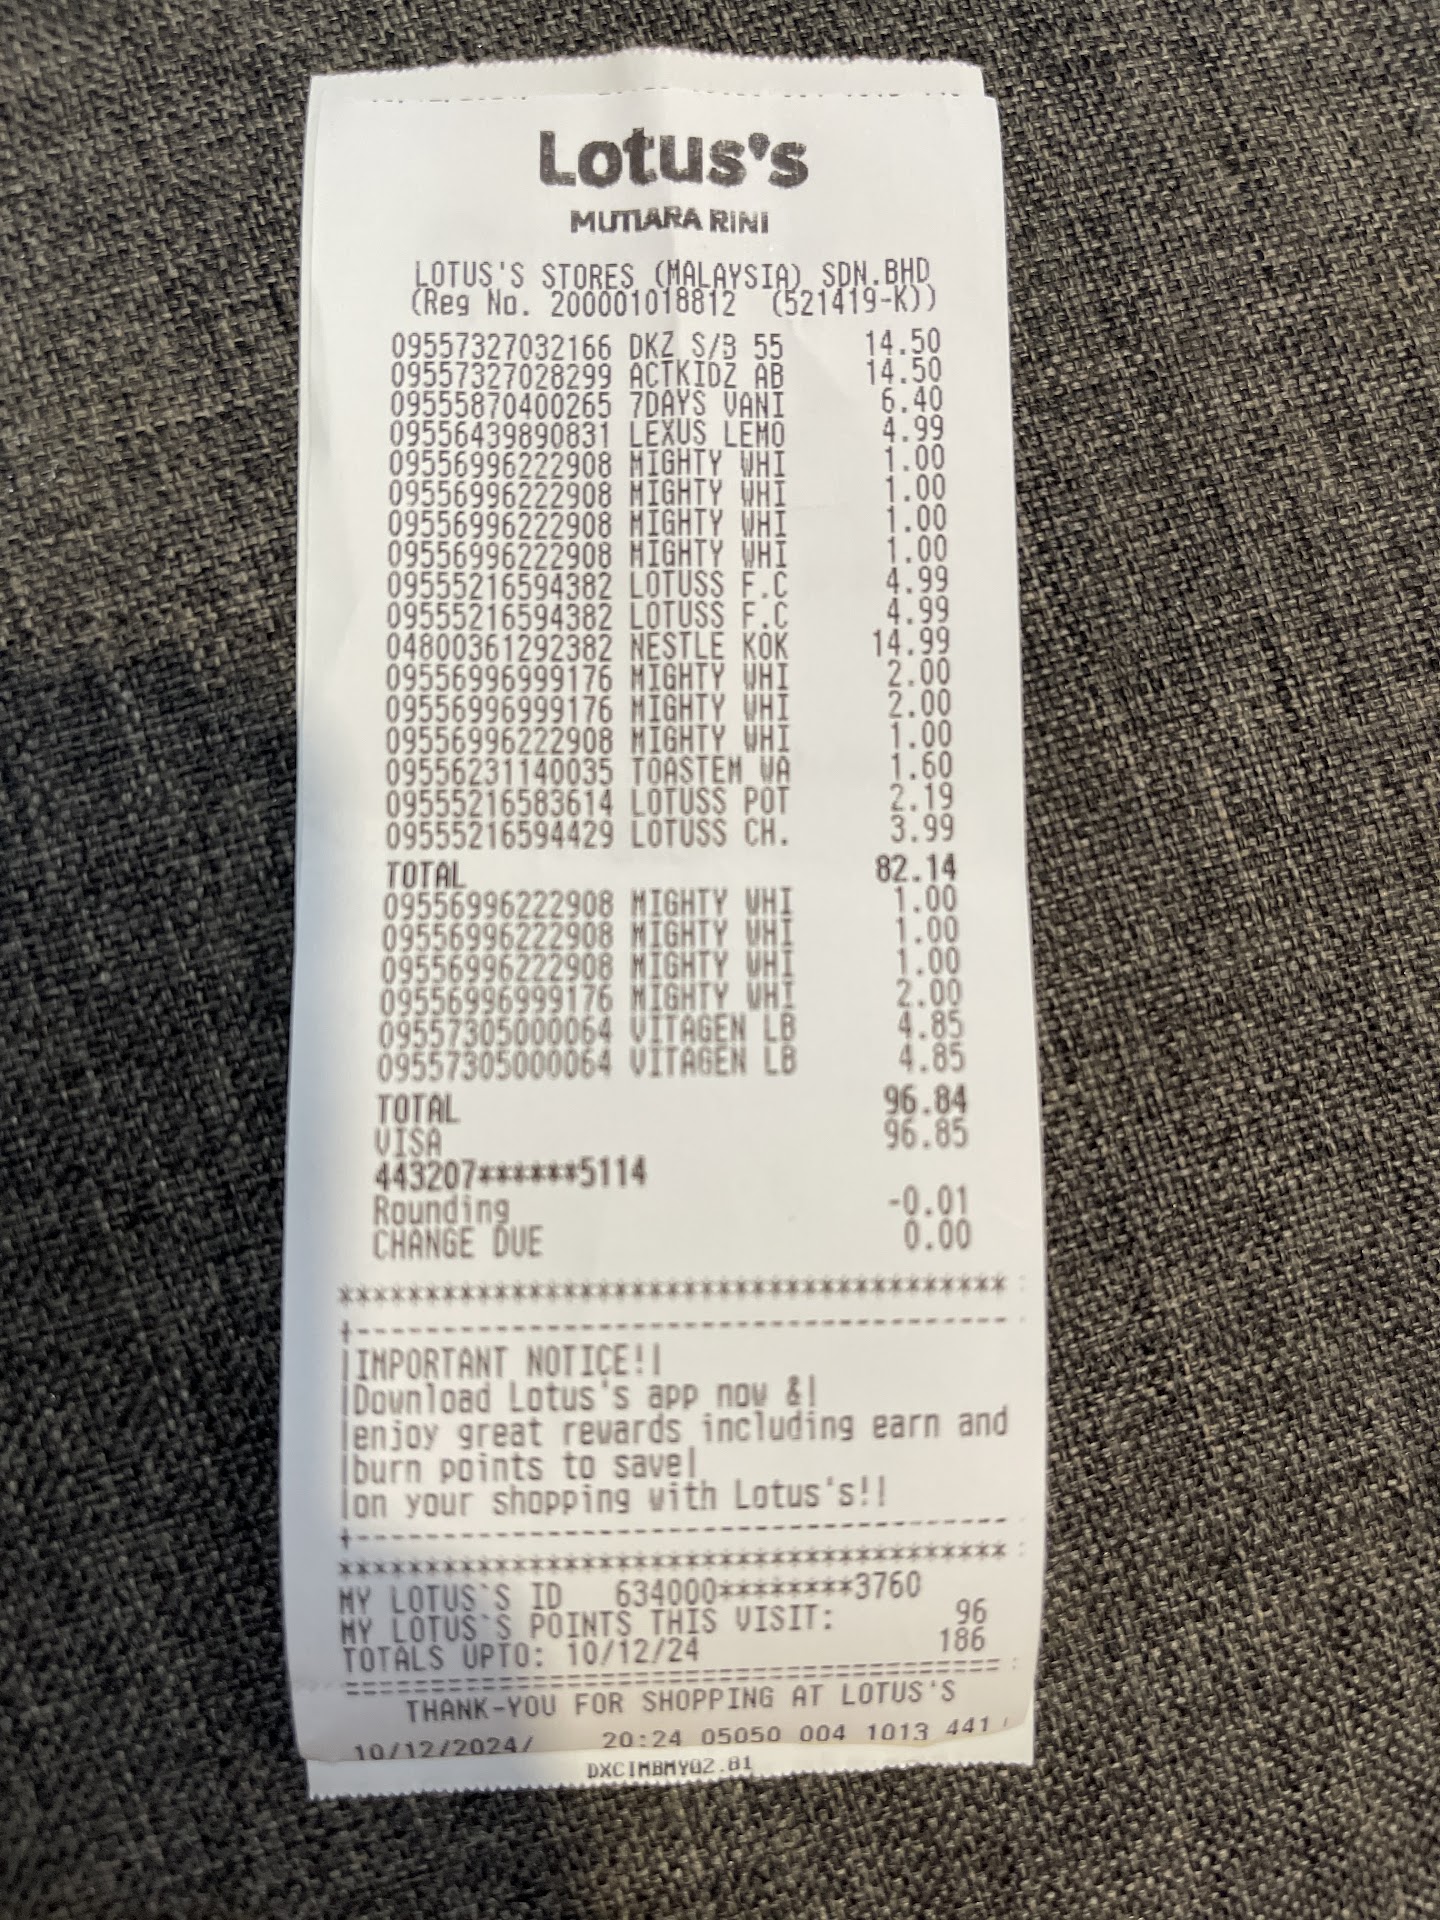 Lotus's
MUTIARA RINI
LOTUS'S STORES (MALAYSIA) SDN.BHD
(Reg No. 200001018812 (521419-K))
09557327032166 DKZ S/B 55 14.50
09557327028299 ACTKIDZ AB 14.50
09555870400265 7DAYS VANI 6.40
09556439890831 LEXUS LEMO 4.99
09556996222908 MIGHTY WHI 1.00
09556996222908 MIGHTY WHI 1.00
09556996222908 MIGHTY WHI 1.00
09556996222908 MIGHTY WHI 1.00
09555216594382 LOTUSS F.C 4.99
09555216594382 LOTUSS F.C 4.99
04800361292382 NESTLE KOK 14.99
09556996999176 MIGHTY WHI 2.00
09556996999176 MIGHTY WHI 2.00
09556996222908 MIGHTY WHI 1.00
09556231140035 TOASTEM WA 1.60
09555216583614 LOTUSS POT 2.19
09555216594429 LOTUSS CH. 3.99
TOTAL 82.14
09556996222908 MIGHTY WHI 1.00
09556996222908 MIGHTY WHI 1.00
09556996222908 MIGHTY WHI 1.00
09556996999176 MIGHTY WHI 2.00
09557305000064 VITAGEN LB 4.85
09557305000064 VITAGEN LB 4.85
TOTAL 96.84
VISA 96.85
443207******5114
Rounding -0.01
CHANGE DUE 0.00
****************************************
+---------------------------------------
|IMPORTANT NOTICE!|
|Download Lotus's app now &|
|enjoy great rewards including earn and
|burn points to save|
|on your shopping with Lotus's!!
+---------------------------------------
****************************************
MY LOTUS`S ID 634000********3760
MY LOTUS`S POINTS THIS VISIT: 96
TOTALS UPTO: 10/12/24 186
========================================
THANK-YOU FOR SHOPPING AT LOTUS'S
10/12/2024/ 20:24 05050 004 1013 441
DXCIMBMY02.81